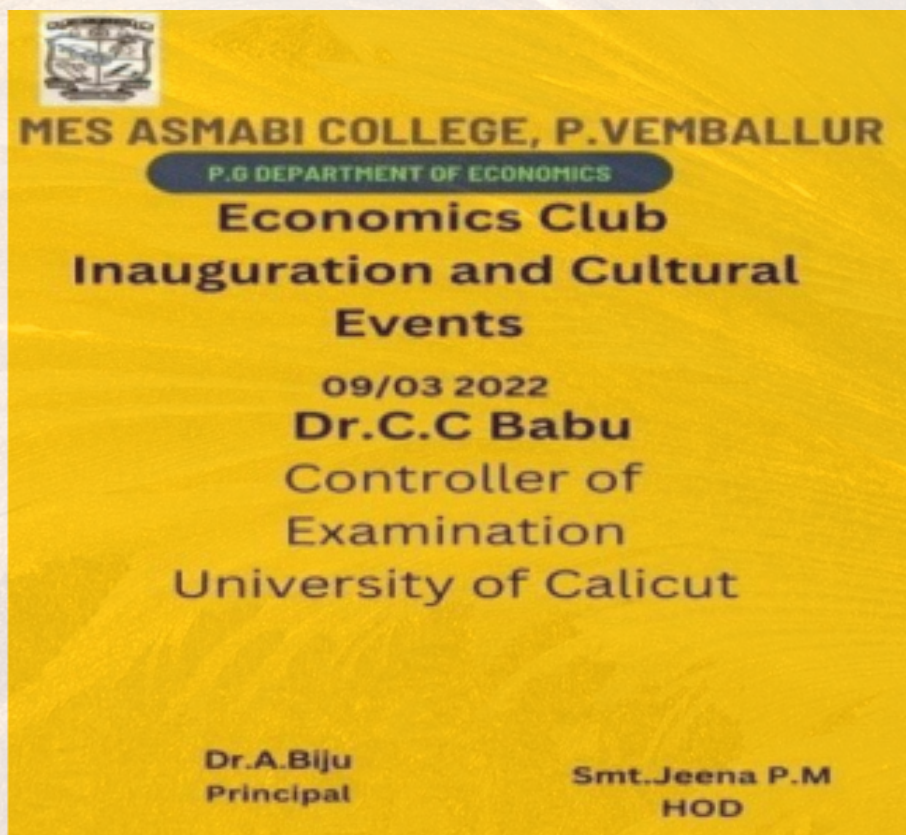 MES ASMABI COLLEGE, P.VEMBALLUR
P.G DEPARTMENT OF ECONOMICS
Economics Club
Inauguration and Cultural
Events
09/03 2022
Dr.C.C Babu
Controller of
Examination
University of Calicut
Dr.A.Biju
Principal
Smt.Jeena P.M
HOD